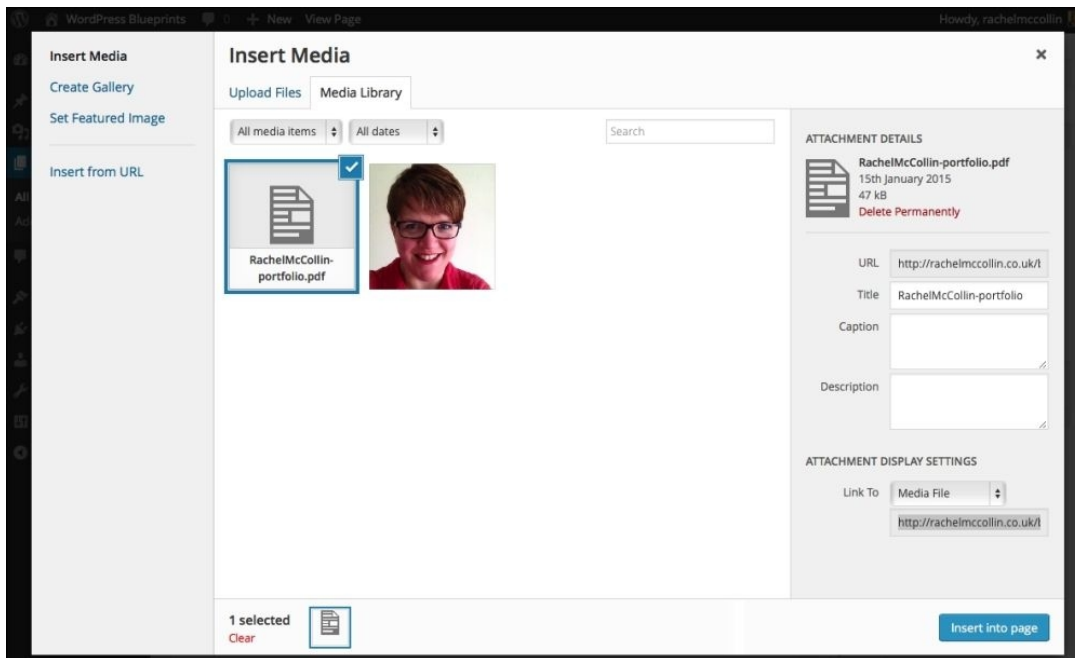 WordPress Blueprints 0 New View Page Howdy, rachelmccollin
Insert Media
Create Gallery
Set Featured Image
Insert from URL
Insert Media
Upload Files Media Library
All media items All dates Search
RachelMcCollin-
portfolio.pdf
ATTACHMENT DETAILS
RachelMcCollin-portfolio.pdf
15th January 2015
47 kB
Delete Permanently
URL http://rachelmccollin.co.uk/b
Title RachelMcCollin-portfolio
Caption
Description
ATTACHMENT DISPLAY SETTINGS
Link To Media File
http://rachelmccollin.co.uk/b
All
Ad
1 selected
Clear
Insert into page